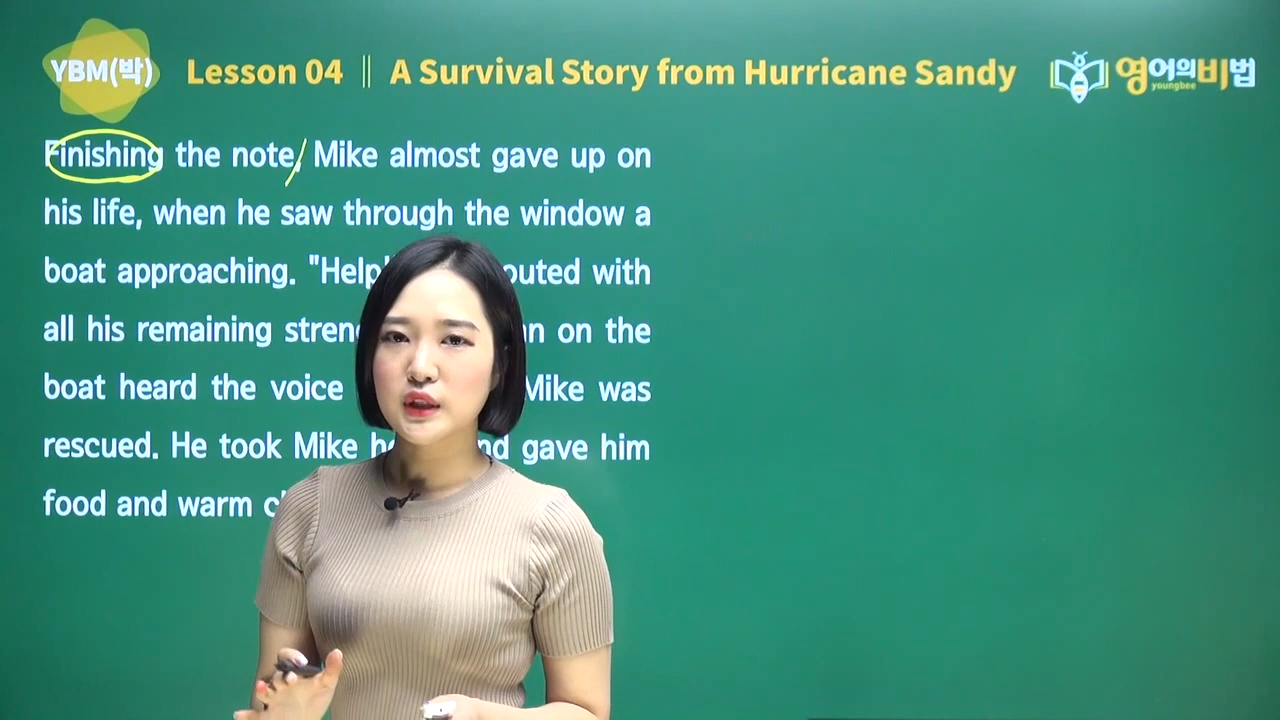 YBM(박) Lesson 04 A Survival Story from Hurricane Sandy 영어의비법
youngbee
Finishing the note, Mike almost gave up on
his life, when he saw through the window a
boat approaching. "Help! outed with
all his remaining on the
boat heard the voice Mike was
rescued. He took Mike gave him
food and warm